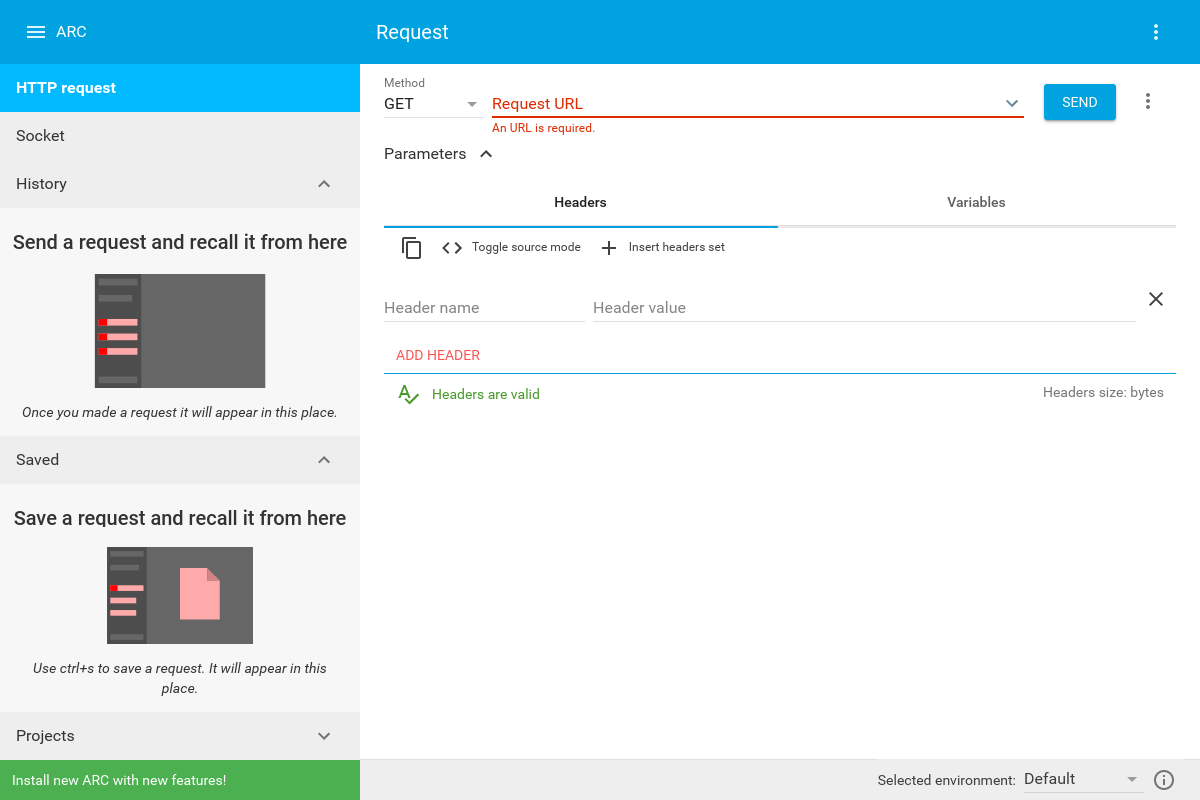 ARC
Request
HTTP request
Socket
History
Send a request and recall it from here
Once you made a request it will appear in this place.
Saved
Save a request and recall it from here
Use ctrl+s to save a request. It will appear in this
place.
Projects
Install new ARC with new features!
Method
GET
Request URL
An URL is required.
SEND
Parameters
Headers
Variables
Toggle source mode
Insert headers set
Header name
Header value
ADD HEADER
Headers are valid
Headers size: bytes
Selected environment:
Default